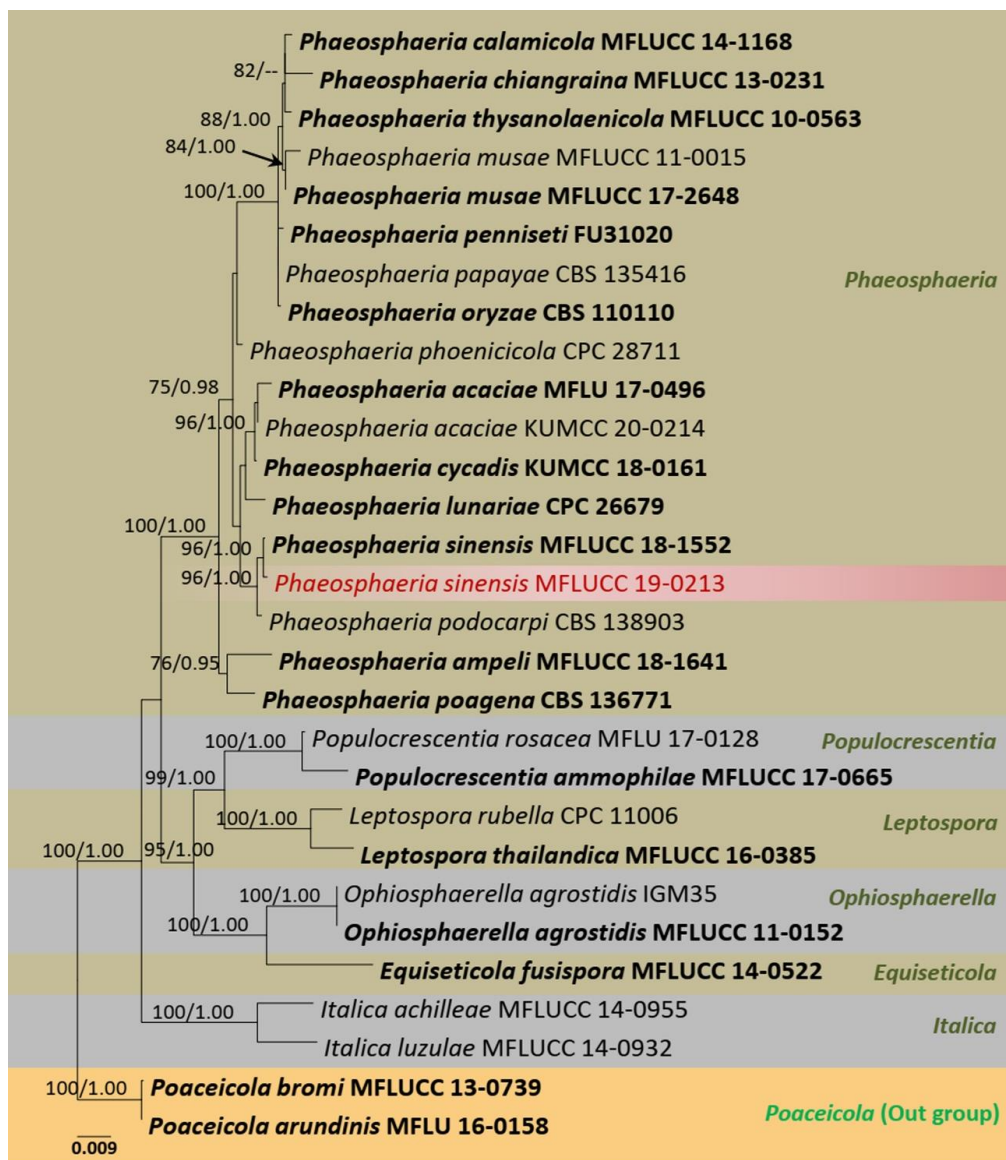 Phaeosphaeria calamicola MFLUCC 14-1168
82/--
Phaeosphaeria chiangraina MFLUCC 13-0231
88/1.00
Phaeosphaeria thysanolaenicola MFLUCC 10-0563
84/1.00
Phaeosphaeria musae MFLUCC 11-0015
100/1.00
Phaeosphaeria musae MFLUCC 17-2648
Phaeosphaeria penniseti FU31020
Phaeosphaeria papayae CBS 135416
Phaeosphaeria
Phaeosphaeria oryzae CBS 110110
Phaeosphaeria phoenicicola CPC 28711
75/0.98
Phaeosphaeria acaciae MFLU 17-0496
96/1.00
Phaeosphaeria acaciae KUMCC 20-0214
Phaeosphaeria cycadis KUMCC 18-0161
Phaeosphaeria lunariae CPC 26679
100/1.00
96/1.00
Phaeosphaeria sinensis MFLUCC 18-1552
96/1.00
Phaeosphaeria sinensis MFLUCC 19-0213
Phaeosphaeria podocarpi CBS 138903
76/0.95
Phaeosphaeria ampeli MFLUCC 18-1641
Phaeosphaeria poagena CBS 136771
100/1.00
Populocrescentia rosacea MFLU 17-0128
Populocrescentia
99/1.00
Populocrescentia ammophilae MFLUCC 17-0665
100/1.00
Leptospora rubella CPC 11006
Leptospora
100/1.00
95/1.00
Leptospora thailandica MFLUCC 16-0385
100/1.00
Ophiosphaerella agrostidis IGM35
Ophiosphaerella
100/1.00
Ophiosphaerella agrostidis MFLUCC 11-0152
Equiseticola fusispora MFLUCC 14-0522
Equiseticola
100/1.00
Italica achilleae MFLUCC 14-0955
Italica
Italica luzulae MFLUCC 14-0932
100/1.00
Poaceicola bromi MFLUCC 13-0739
Poaceicola (Out group)
Poaceicola arundinis MFLU 16-0158
0.009